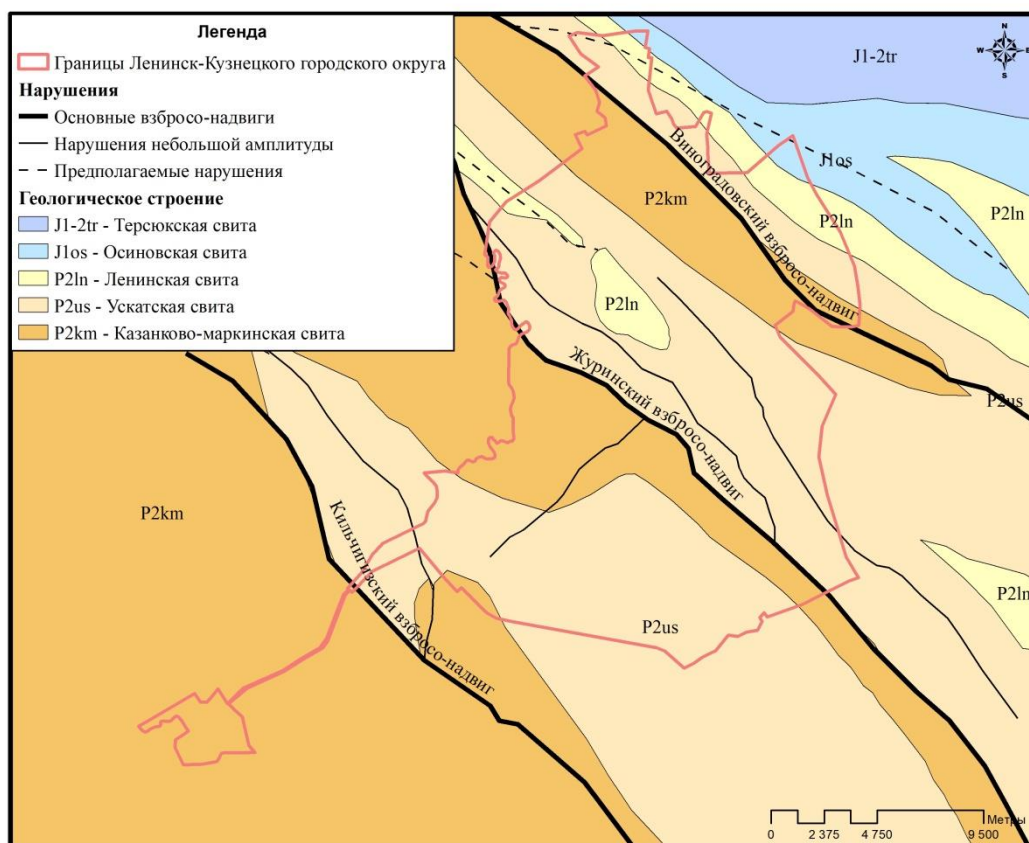 Легенда
Границы Ленинск-Кузнецкого городского округа
Нарушения
Основные взбросо-надвиги
Нарушения небольшой амплитуды
Предполагаемые нарушения
Геологическое строение
J1-2tr - Терсюкская свита
J1os - Осиновская свита
P2ln - Ленинская свита
P2us - Ускатская свита
P2km - Казанково-маркинская свита
N
W
E
S
J1-2tr
J1os
P2km
Виноградовский взбросо-надвиг
P2ln
P2ln
P2ln
Журинский взбросо-надвиг
P2us
P2km
Кильчигизский взбросо-надвиг
P2ln
P2us
Метры
0
2 375
4 750
9 500